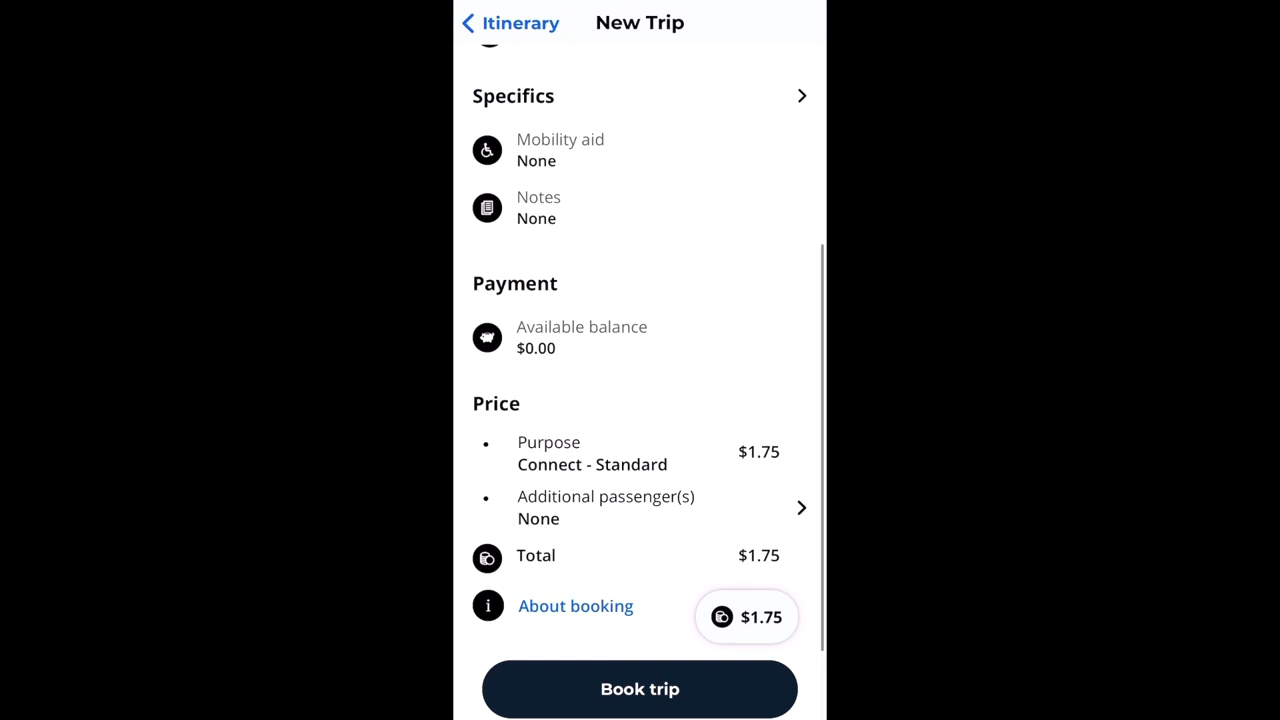 Itinerary
New Trip
Specifics
Mobility aid
None
Notes
None
Payment
Available balance
$0.00
Price
Purpose
Connect - Standard
$1.75
Additional passenger(s)
None
Total
$1.75
About booking
$1.75
Book trip